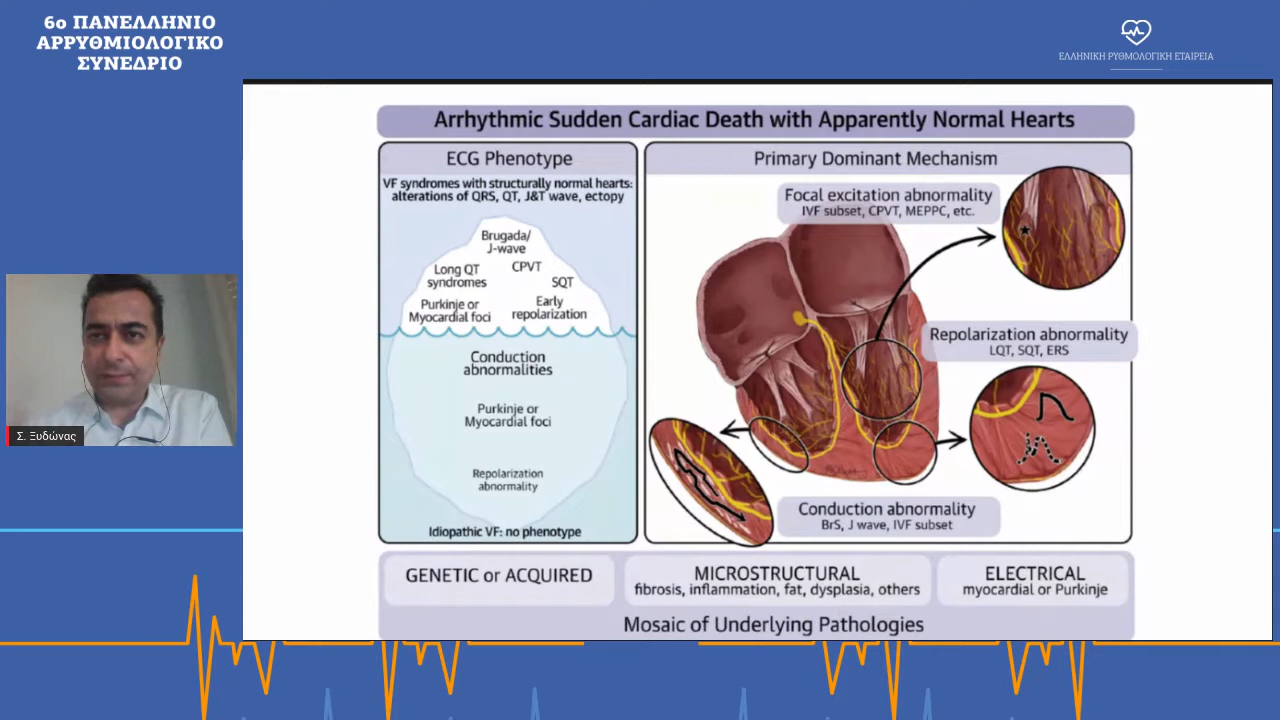 6ο ΠΑΝΕΛΛΗΝΙΟ
ΑΡΡΥΘΜΙΟΛΟΓΙΚΟ
ΣΥΝΕΔΡΙΟ
ΕΛΛΗΝΙΚΗ ΡΥΘΜΟΛΟΓΙΚΗ ΕΤΑΙΡΕΙΑ
Arrhythmic Sudden Cardiac Death with Apparently Normal Hearts
ECG Phenotype
VF syndromes with structurally normal hearts:
alterations of QRS, QT, J&T wave, ectopy
Brugada/
J-wave
Long QT
syndromes
CPVT
SQT
Purkinje or
Myocardial foci
Early
repolarization
Conduction
abnormalities
Purkinje or
Myocardial foci
Repolarization
abnormality
Idiopathic VF: no phenotype
Primary Dominant Mechanism
Focal excitation abnormality
IVF subset, CPVT, MEPPC, etc.
Repolarization abnormality
LQT, SQT, ERS
Conduction abnormality
BrS, J wave, IVF subset
GENETIC or ACQUIRED
MICROSTRUCTURAL
fibrosis, inflammation, fat, dysplasia, others
ELECTRICAL
myocardial or Purkinje
Mosaic of Underlying Pathologies
Σ. Ξυδώνας